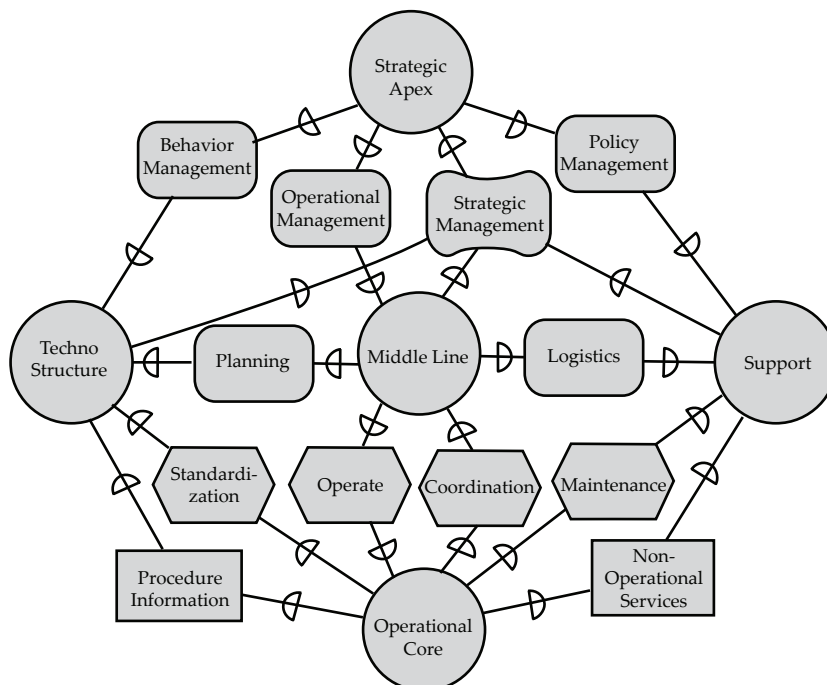 Strategic
Apex
Behavior
Management
Policy
Management
Operational
Management
Strategic
Management
Techno
Structure
Planning
Middle Line
Logistics
Support
Standardi-
zation
Operate
Coordination
Maintenance
Procedure
Information
Non-
Operational
Services
Operational
Core